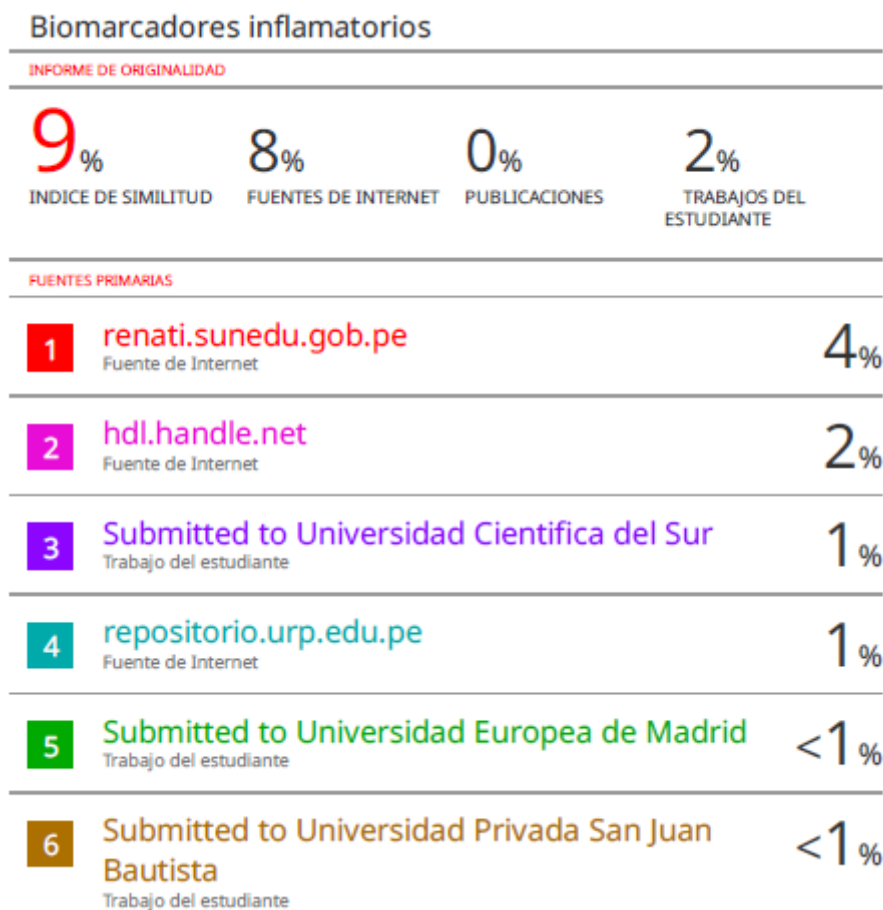 Biomarcadores inflamatorios
INFORME DE ORIGINALIDAD
9%
8%
0%
2%
INDICE DE SIMILITUD
FUENTES DE INTERNET
PUBLICACIONES
TRABAJOS DEL
ESTUDIANTE
FUENTES PRIMARIAS
1
renati.sunedu.gob.pe
Fuente de Internet
4%
2
hdl.handle.net
Fuente de Internet
2%
3
Submitted to Universidad Cientifica del Sur
Trabajo del estudiante
1%
4
repositorio.urp.edu.pe
Fuente de Internet
1%
5
Submitted to Universidad Europea de Madrid
Trabajo del estudiante
<1%
6
Submitted to Universidad Privada San Juan
Bautista
Trabajo del estudiante
<1%